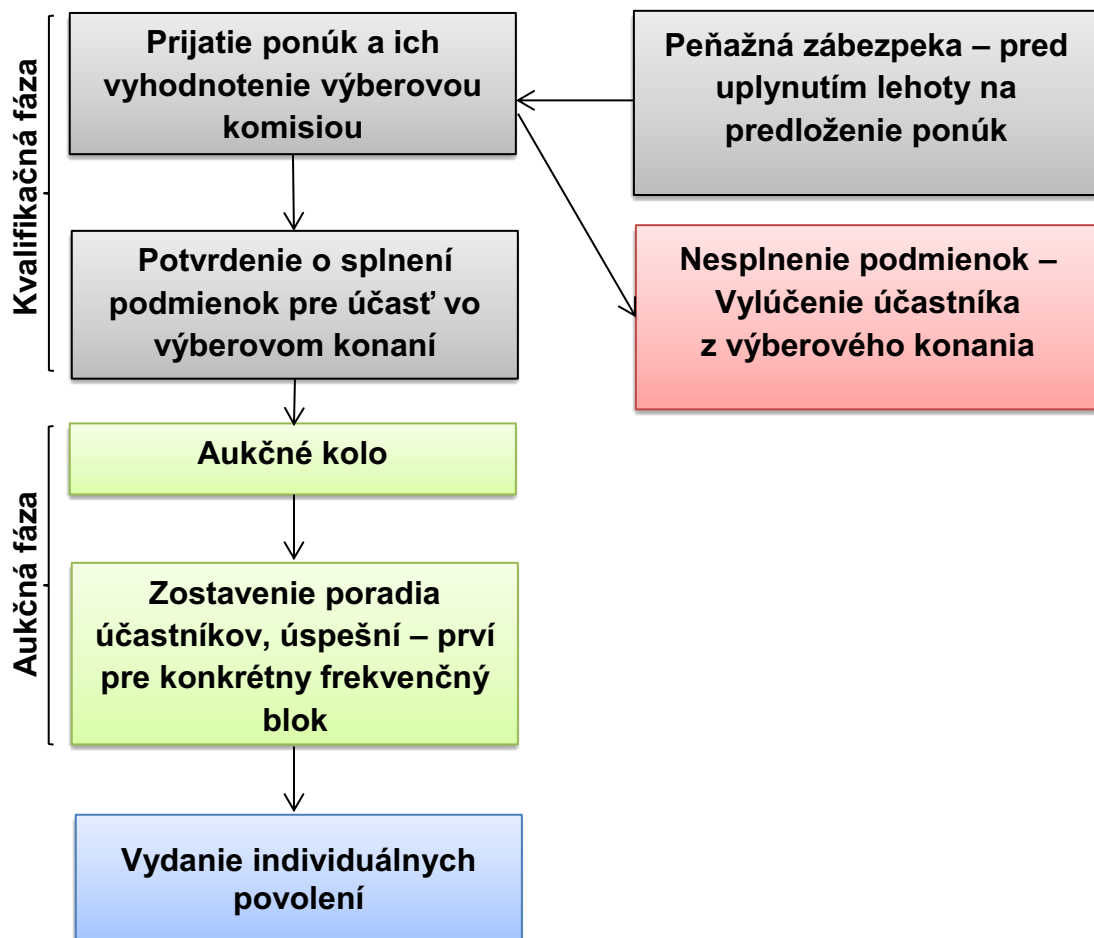 Kvalifikačná fáza
Prijatie ponúk a ich
vyhodnotenie výberovou
komisiou
Peňažná zábezpeka – pred
uplynutím lehoty na
predloženie ponúk
Potvrdenie o splnení
podmienok pre účasť vo
výberovom konaní
Nesplnenie podmienok –
Vylúčenie účastníka
z výberového konania
Aukčná fáza
Aukčné kolo
Zostavenie poradia
účastníkov, úspešní – prví
pre konkrétny frekvenčný
blok
Vydanie individuálnych
povolení